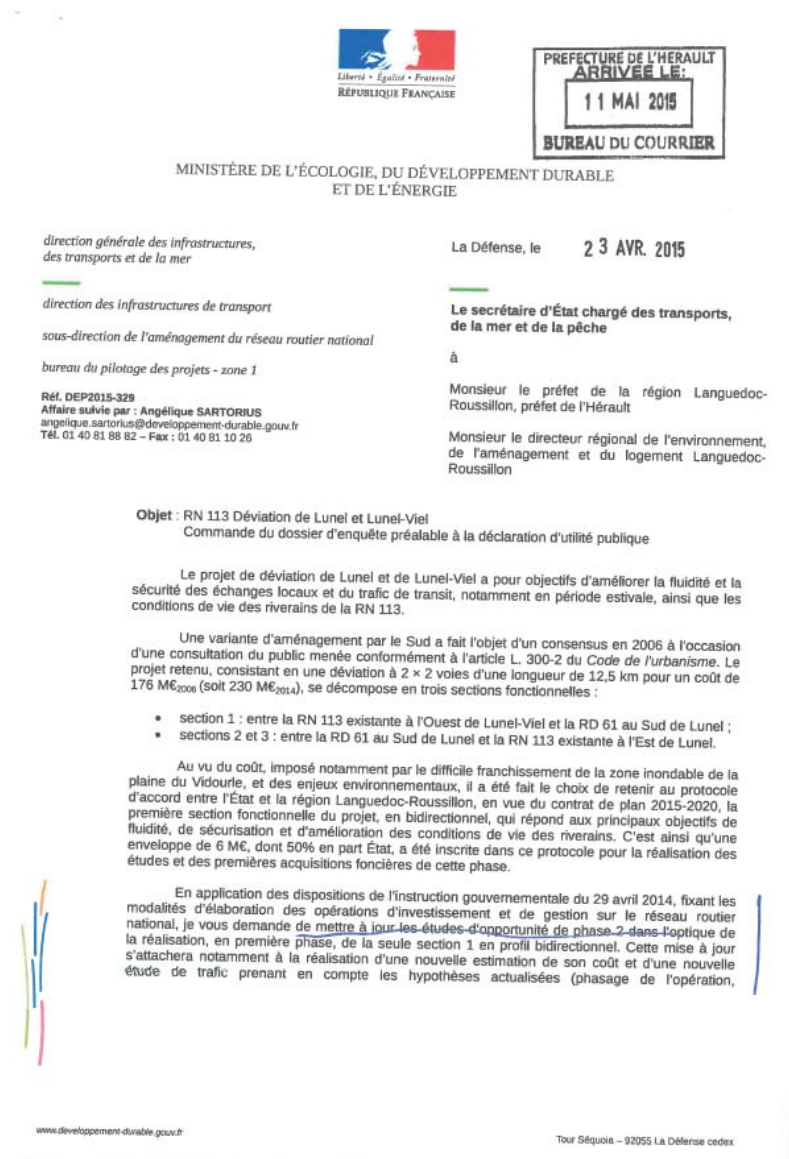 Liberté • Égalité • Fraternité
RÉPUBLIQUE FRANÇAISE
PREFECTURE DE L'HERAULT
ARRIVEE LE:
11 MAI 2015
BUREAU DU COURRIER
MINISTÈRE DE L'ÉCOLOGIE, DU DÉVELOPPEMENT DURABLE
ET DE L'ÉNERGIE
direction générale des infrastructures,
des transports et de la mer
direction des infrastructures de transport
sous-direction de l'aménagement du réseau routier national
bureau du pilotage des projets - zone 1
Réf. DEP2015-329
Affaire suivie par : Angélique SARTORIUS
angelique.sartorius@developpement-durable.gouv.fr
Tél. 01 40 81 88 82 – Fax : 01 40 81 10 26
La Défense, le 23 AVR. 2015
Le secrétaire d'État chargé des transports,
de la mer et de la pêche
à
Monsieur le préfet de la région Languedoc-
Roussillon, préfet de l'Hérault
Monsieur le directeur régional de l'environnement,
de l'aménagement et du logement Languedoc-
Roussillon
Objet : RN 113 Déviation de Lunel et Lunel-Viel
Commande du dossier d'enquête préalable à la déclaration d'utilité publique
Le projet de déviation de Lunel et de Lunel-Viel a pour objectifs d'améliorer la fluidité et la
sécurité des échanges locaux et du trafic de transit, notamment en période estivale, ainsi que les
conditions de vie des riverains de la RN 113.
Une variante d'aménagement par le Sud a fait l'objet d'un consensus en 2006 à l'occasion
d'une consultation du public menée conformément à l'article L. 300-2 du Code de l'urbanisme. Le
projet retenu, consistant en une déviation à 2 × 2 voies d'une longueur de 12,5 km pour un coût de
176 M€2006 (soit 230 M€2014), se décompose en trois sections fonctionnelles :
• section 1 : entre la RN 113 existante à l'Ouest de Lunel-Viel et la RD 61 au Sud de Lunel ;
• sections 2 et 3 : entre la RD 61 au Sud de Lunel et la RN 113 existante à l'Est de Lunel.
Au vu du coût, imposé notamment par le difficile franchissement de la zone inondable de la
plaine du Vidourle, et des enjeux environnementaux, il a été fait le choix de retenir au protocole
d'accord entre l'État et la région Languedoc-Roussillon, en vue du contrat de plan 2015-2020, la
première section fonctionnelle du projet, en bidirectionnel, qui répond aux principaux objectifs de
fluidité, de sécurisation et d'amélioration des conditions de vie des riverains. C'est ainsi qu'une
enveloppe de 6 M€, dont 50% en part État, a été inscrite dans ce protocole pour la réalisation des
études et des premières acquisitions foncières de cette phase.
En application des dispositions de l'instruction gouvernementale du 29 avril 2014, fixant les
modalités d'élaboration des opérations d'investissement et de gestion sur le réseau routier
national, je vous demande de mettre à jour les études d'opportunité de phase 2 dans l'optique de
la réalisation, en première phase, de la seule section 1 en profil bidirectionnel. Cette mise à jour
s'attachera notamment à la réalisation d'une nouvelle estimation de son coût et d'une nouvelle
étude de trafic prenant en compte les hypothèses actualisées (phasage de l'opération,
www.developpement-durable.gouv.fr
Tour Séquoia – 92055 La Défense cedex